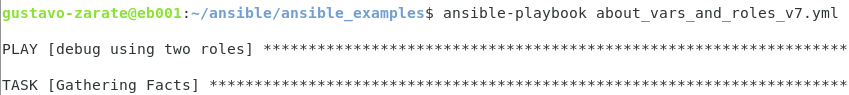 gustavo-zarate@eb001:~/ansible/ansible_examples$ ansible-playbook about_vars_and_roles_v7.yml
PLAY [debug using two roles] *****************************************************************
TASK [Gathering Facts] ***********************************************************************